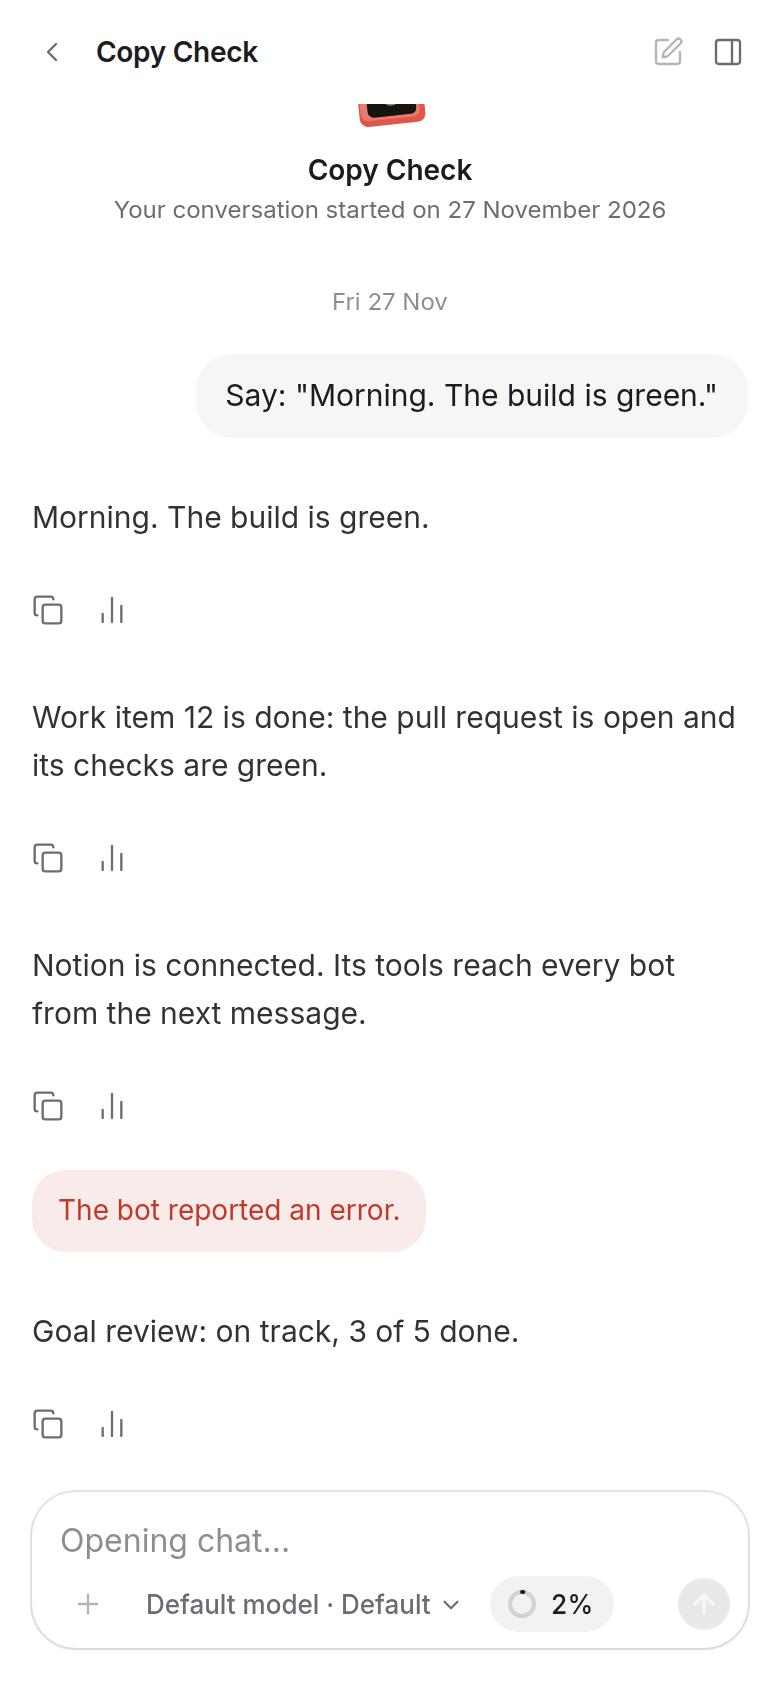 Copy Check
Copy Check
Your conversation started on 27 November 2026
Fri 27 Nov
Say: "Morning. The build is green."
Morning. The build is green.
Work item 12 is done: the pull request is open and
its checks are green.
Notion is connected. Its tools reach every bot
from the next message.
The bot reported an error.
Goal review: on track, 3 of 5 done.
Opening chat...
Default model · Default
2%